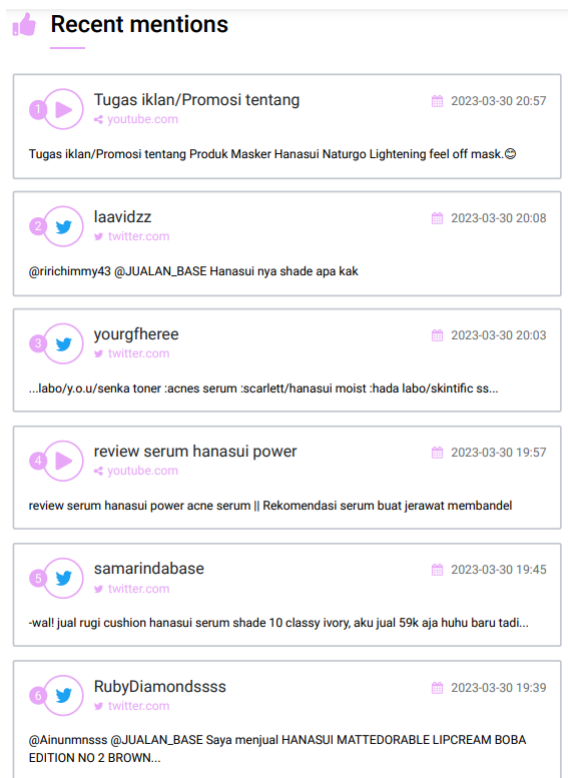 Recent mentions
1
Tugas iklan/Promosi tentang
2023-03-30 20:57
youtube.com
Tugas iklan/Promosi tentang Produk Masker Hanasui Naturgo Lightening feel off mask.😊
2
laavidzz
2023-03-30 20:08
twitter.com
@ririchimmy43 @JUALAN_BASE Hanasui nya shade apa kak
3
yourgfheree
2023-03-30 20:03
twitter.com
...labo/y.o.u/senka toner :acnes serum :scarlett/hanasui moist :hada labo/skintific ss...
4
review serum hanasui power
2023-03-30 19:57
youtube.com
review serum hanasui power acne serum || Rekomendasi serum buat jerawat membandel
5
samarindabase
2023-03-30 19:45
twitter.com
-wal! jual rugi cushion hanasui serum shade 10 classy ivory, aku jual 59k aja huhu baru tadi...
6
RubyDiamondssss
2023-03-30 19:39
twitter.com
@Ainunmnsss @JUALAN_BASE Saya menjual HANASUI MATTEDORABLE LIPCREAM BOBA
EDITION NO 2 BROWN...